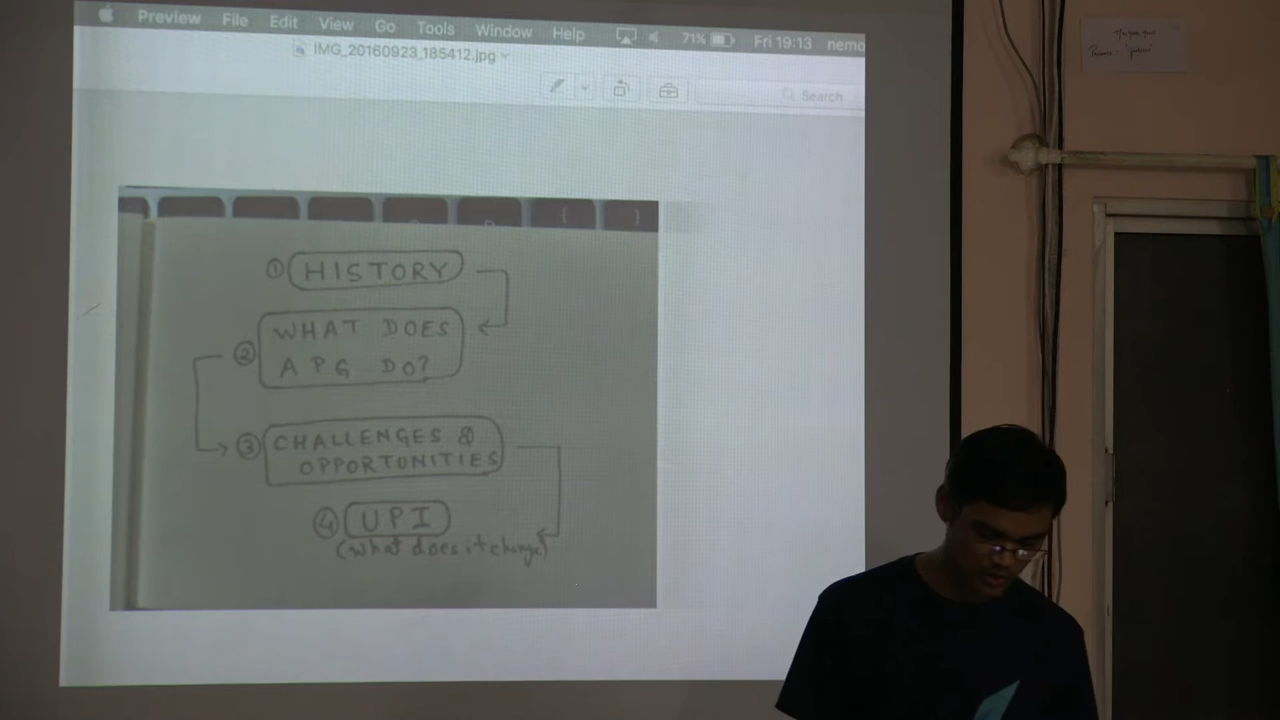 Preview File Edit View Go Tools Window Help 71% Fri 19:13 nemo
IMG_20160923_185412.jpg
Search
{ }
① HISTORY
② WHAT DOES
A PG DO?
③ CHALLENGES &
OPPORTUNITIES
④ UPI
(What does it change)